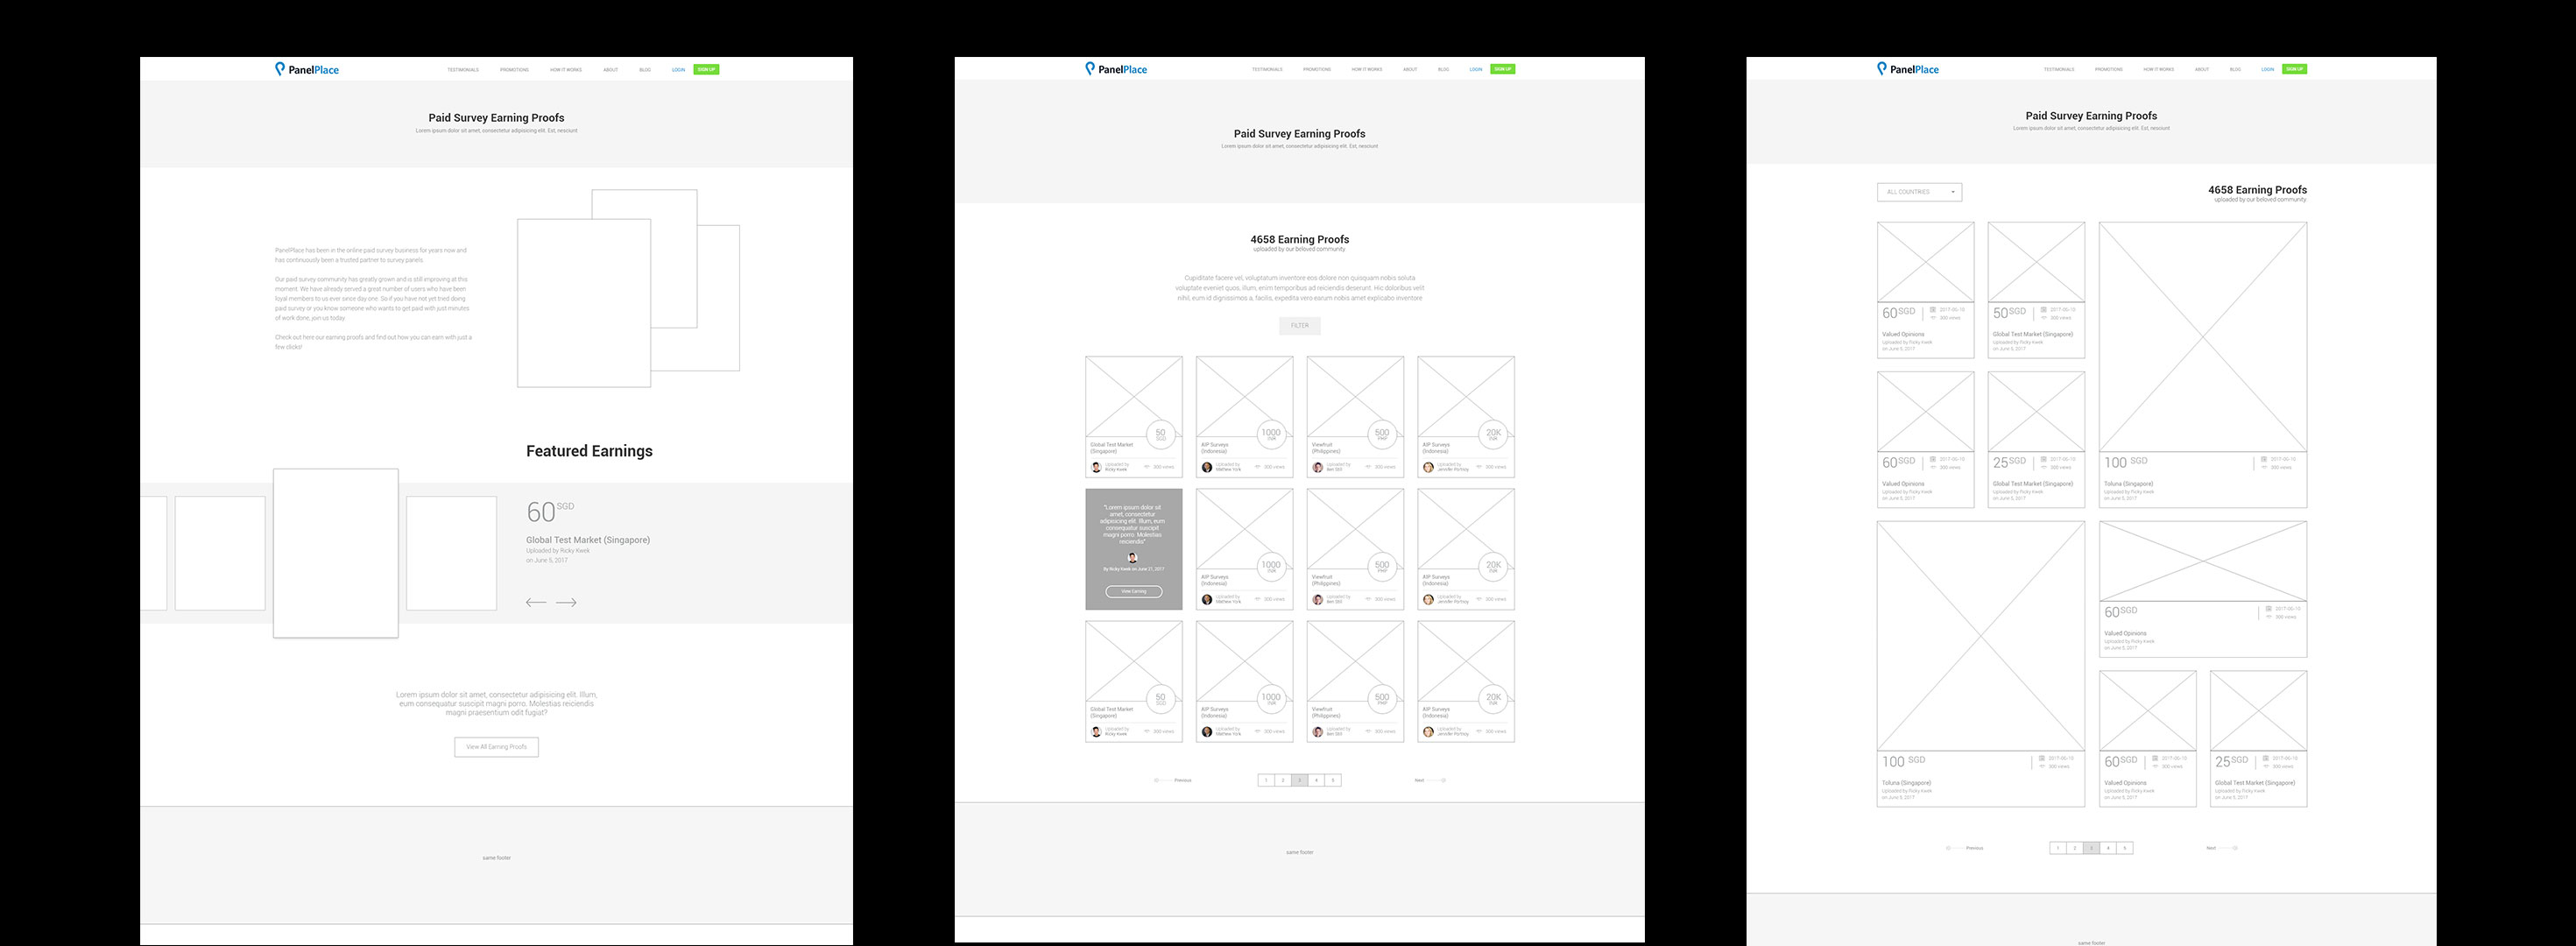 PanelPlace
TESTIMONIALS PROMOTIONS HOW IT WORKS ABOUT BLOG LOGIN SIGN UP
Paid Survey Earning Proofs
Lorem ipsum dolor sit amet, consectetur adipisicing elit. Est, nesciunt
PanelPlace has been in the online paid survey business for years now and
has continuously been a trusted partner to survey panels.
Our paid survey community has greatly grown and is still improving at this
moment. We have already served a great number of users who have been
loyal members to us ever since day one. So if you have not yet tried doing
paid survey or you know someone who wants to get paid with just minutes
of work done, join us today.
Check out here our earning proofs and find out how you can earn with just a
few clicks!
Featured Earnings
60 SGD
Global Test Market (Singapore)
Uploaded by Ricky Kwek
on June 5, 2017
Lorem ipsum dolor sit amet, consectetur adipisicing elit. Illum,
eum consequatur suscipit magni porro. Molestias reiciendis
magni praesentium odit fugiat?
View All Earning Proofs
same footer
PanelPlace
TESTIMONIALS PROMOTIONS HOW IT WORKS ABOUT BLOG LOGIN SIGN UP
Paid Survey Earning Proofs
Lorem ipsum dolor sit amet, consectetur adipisicing elit. Est, nesciunt
4658 Earning Proofs
uploaded by our beloved community
Cupiditate facere vel, voluptatum inventore eos dolore non quisquam nobis soluta
voluptate eveniet quos, illum, enim temporibus ad reiciendis deserunt. Hic doloribus velit
nihil, eum id dignissimos a, facilis, expedita vero earum nobis amet explicabo inventore
FILTER
50 1000 500 20K
SGD INR PHP INR
Global Test Market AIP Surveys Viewfruit AIP Surveys
(Singapore) (Indonesia) (Philippines) (Indonesia)
Uploaded by Uploaded by Uploaded by Uploaded by
Ricky Kwek 300 views Matthew York 300 views Ken Still 300 views Jennifer Portnoy 300 views
"Lorem ipsum dolor sit
amet, consectetur
adipisicing elit. Illum, eum
consequatur suscipit
magni porro. Molestias
reiciendis"
By Ricky Kwek on June 21, 2017
View Earning
1000 500 20K
INR PHP INR
AIP Surveys Viewfruit AIP Surveys
(Indonesia) (Philippines) (Indonesia)
Uploaded by Uploaded by Uploaded by
Matthew York 300 views Ken Still 300 views Jennifer Portnoy 300 views
50 1000 500 20K
SGD INR PHP INR
Global Test Market AIP Surveys Viewfruit AIP Surveys
(Singapore) (Indonesia) (Philippines) (Indonesia)
Uploaded by Uploaded by Uploaded by Uploaded by
Ricky Kwek 300 views Matthew York 300 views Ken Still 300 views Jennifer Portnoy 300 views
Previous 1 2 3 4 5 Next
same footer
PanelPlace
TESTIMONIALS PROMOTIONS HOW IT WORKS ABOUT BLOG LOGIN SIGN UP
Paid Survey Earning Proofs
Lorem ipsum dolor sit amet, consectetur adipisicing elit. Est, nesciunt
ALL COUNTRIES
4658 Earning Proofs
uploaded by our beloved community
60 SGD 2017-06-10
300 views
Valued Opinions
Uploaded by Ricky Kwek
on June 5, 2017
50 SGD 2017-06-10
300 views
Global Test Market (Singapore)
Uploaded by Ricky Kwek
on June 5, 2017
60 SGD 2017-06-10
300 views
Valued Opinions
Uploaded by Ricky Kwek
on June 5, 2017
25 SGD 2017-06-10
300 views
Global Test Market (Singapore)
Uploaded by Ricky Kwek
on June 5, 2017
100 SGD 2017-06-10
300 views
Toluna (Singapore)
Uploaded by Ricky Kwek
on June 5, 2017
100 SGD 2017-06-10
300 views
Toluna (Singapore)
Uploaded by Ricky Kwek
on June 5, 2017
60 SGD 2017-06-10
300 views
Valued Opinions
Uploaded by Ricky Kwek
on June 5, 2017
60 SGD 2017-06-10
300 views
Valued Opinions
Uploaded by Ricky Kwek
on June 5, 2017
25 SGD 2017-06-10
300 views
Global Test Market (Singapore)
Uploaded by Ricky Kwek
on June 5, 2017
Previous 1 2 3 4 5 Next
same footer